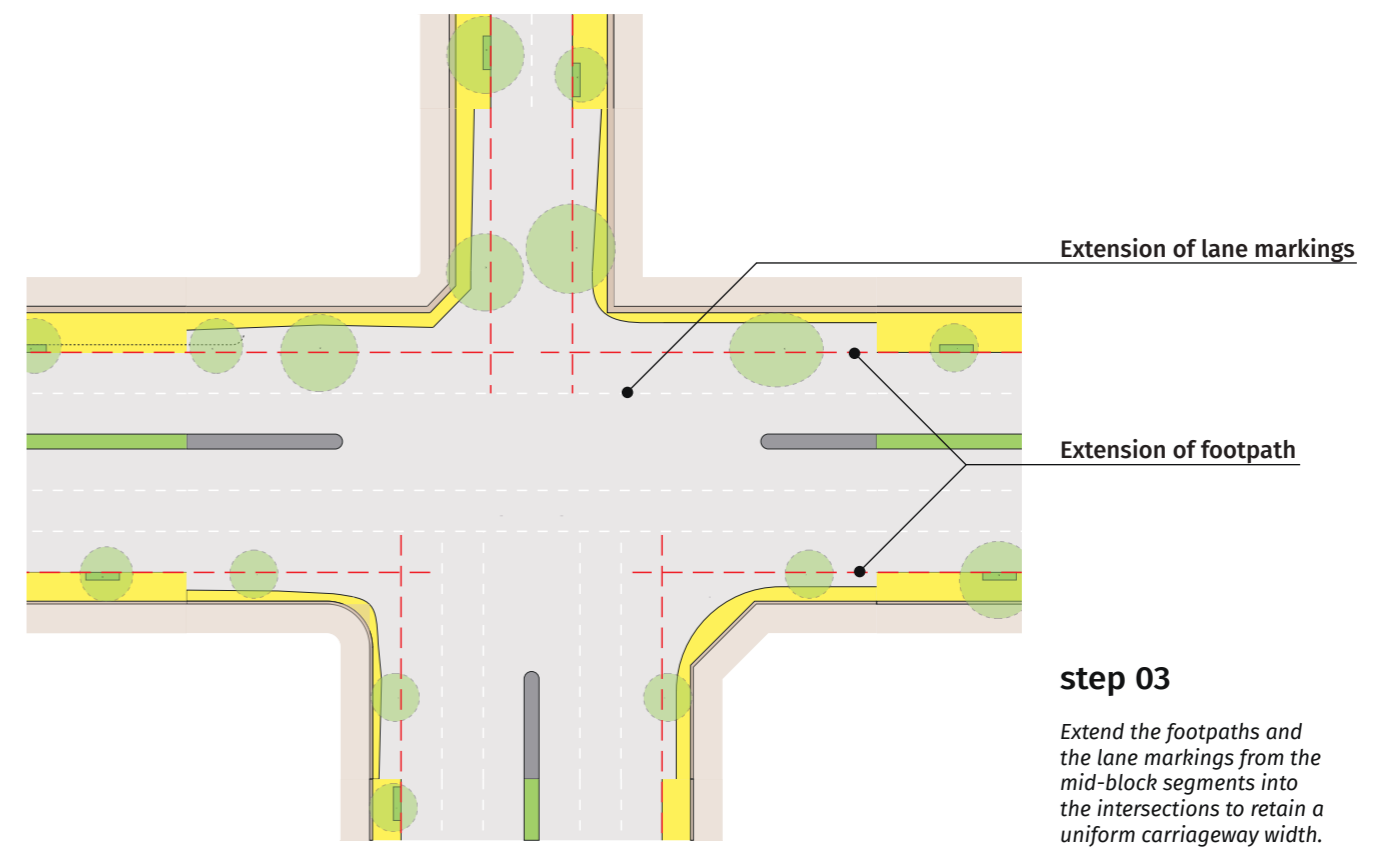 Extension of lane markings
Extension of footpath
step 03
Extend the footpaths and
the lane markings from the
mid-block segments into
the intersections to retain a
uniform carriageway width.